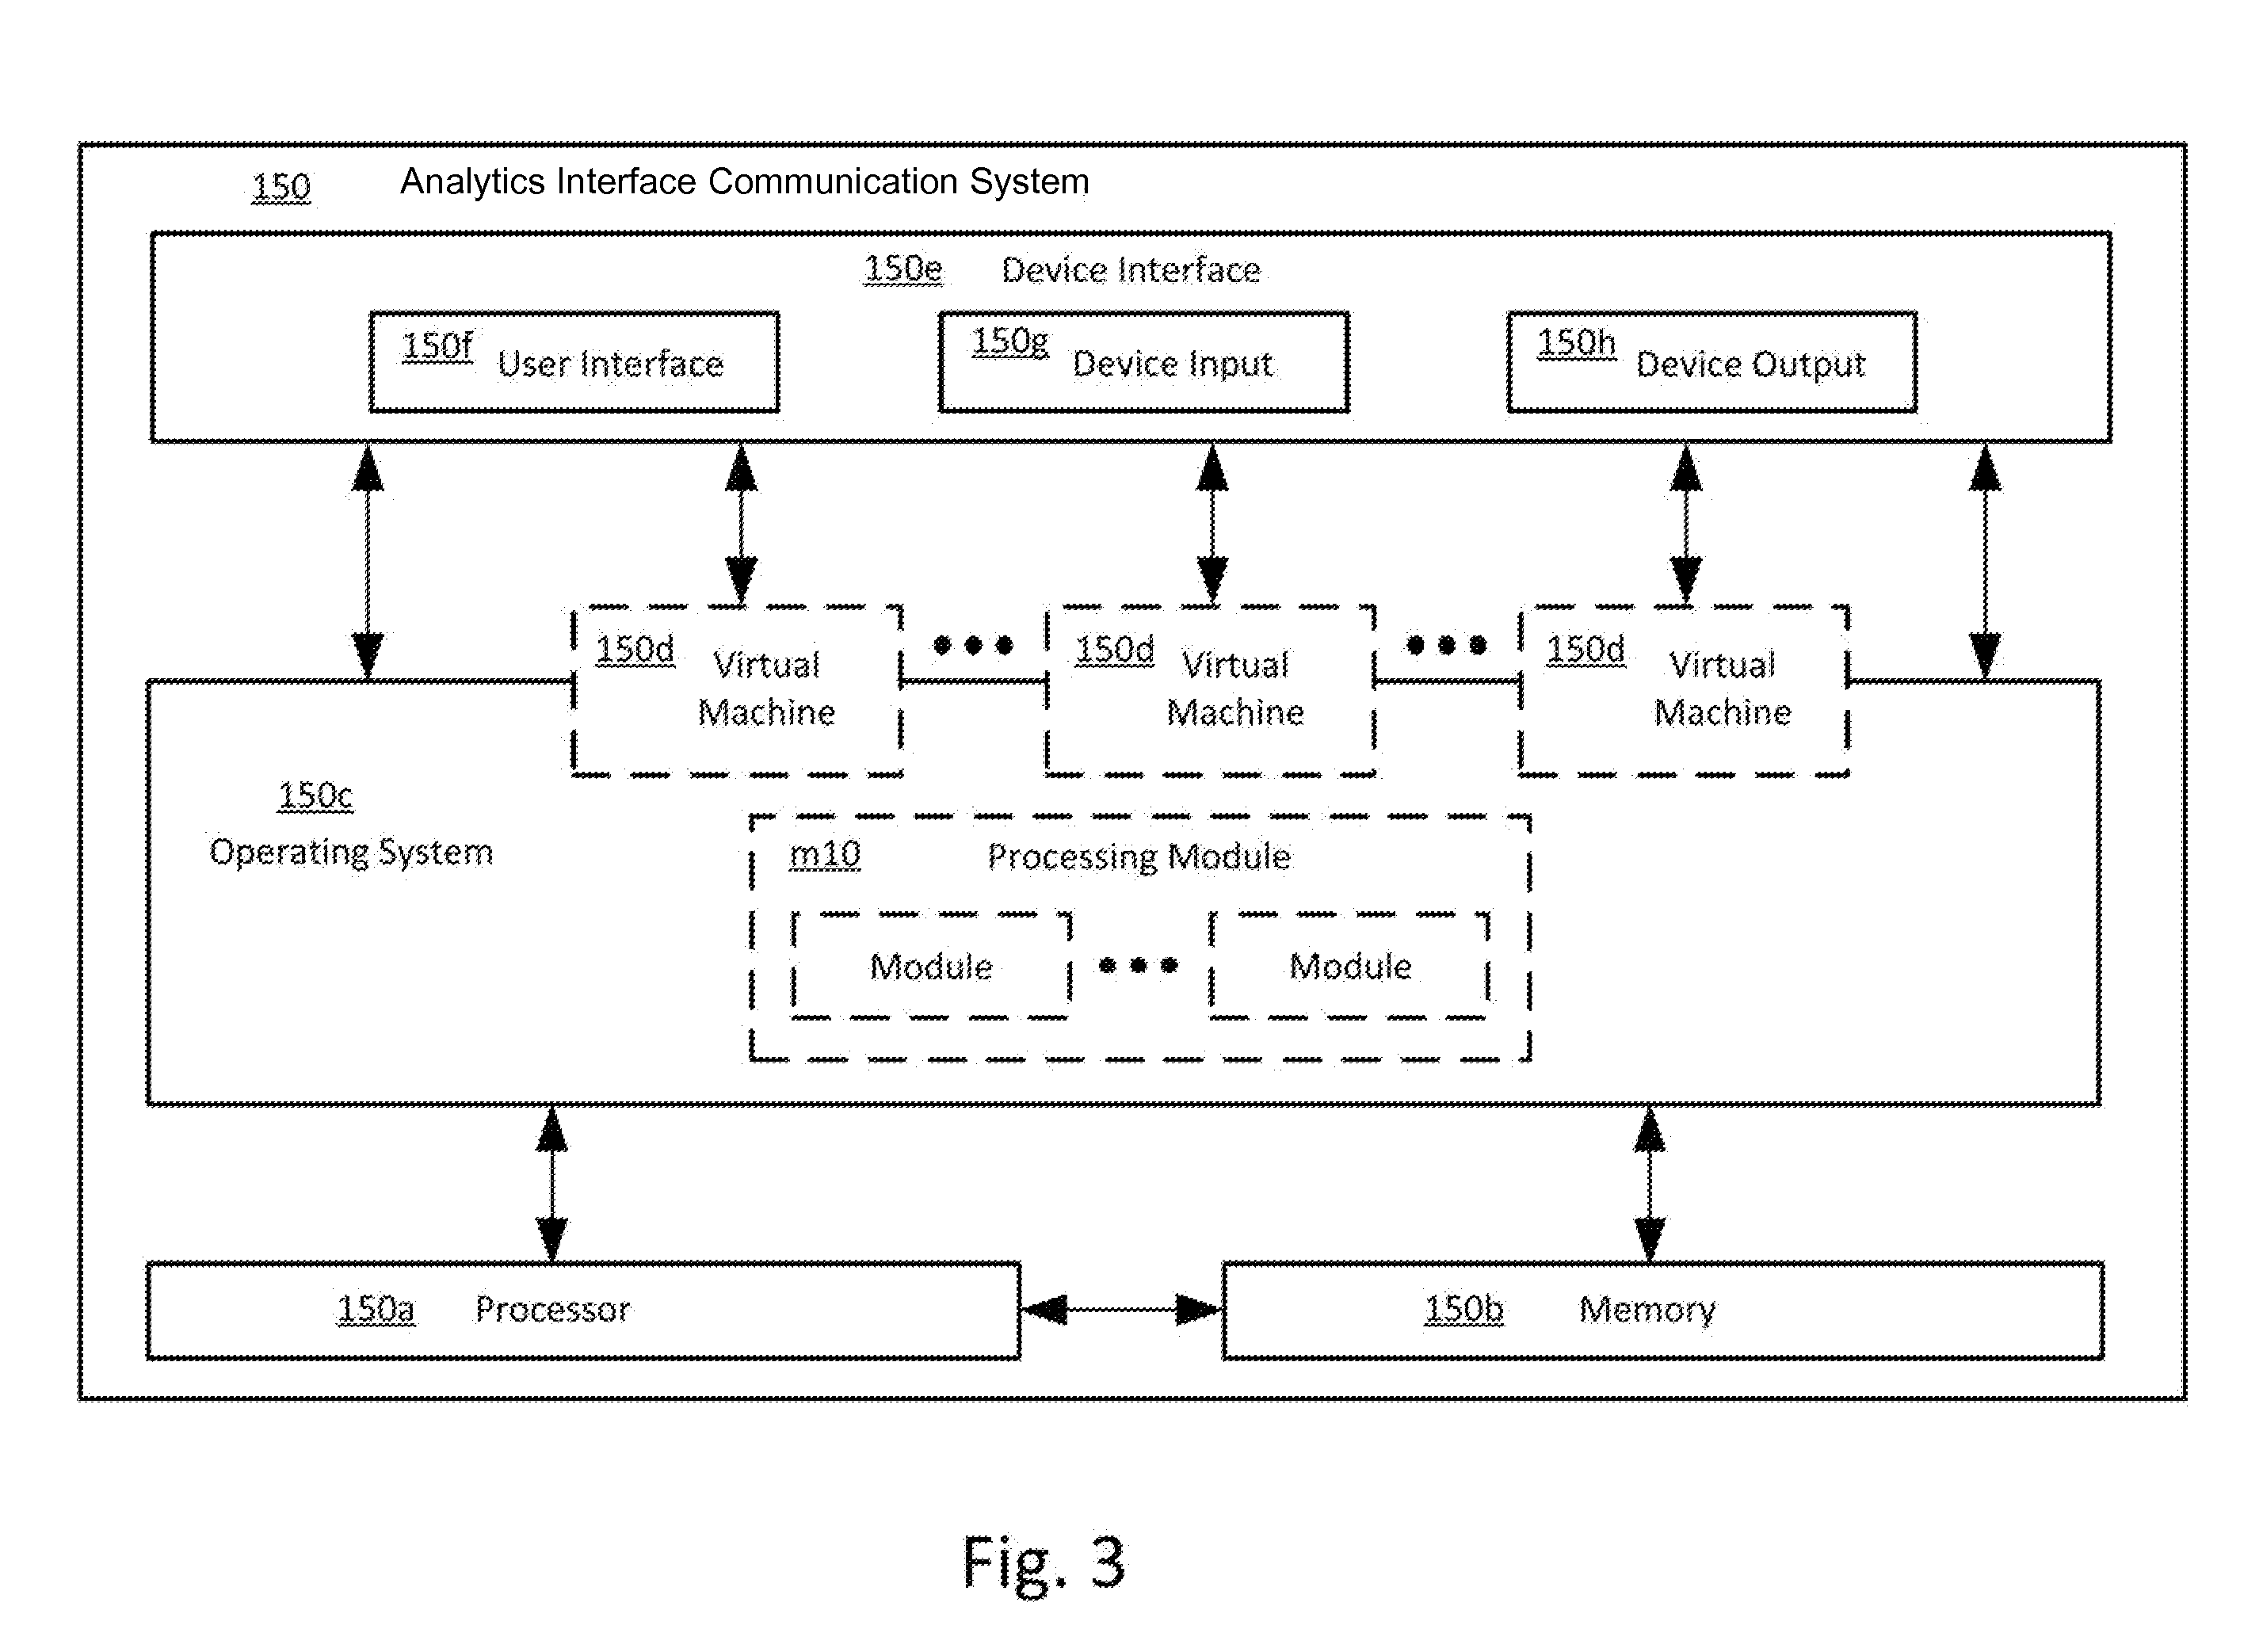 150 Analytics Interface Communication System
150e Device Interface
150f User Interface
150g Device Input
150h Device Output
150d Virtual
Machine
150d Virtual
Machine
150d Virtual
Machine
150c
Operating System
m10 Processing Module
Module
Module
150a Processor
150b Memory
Fig. 3